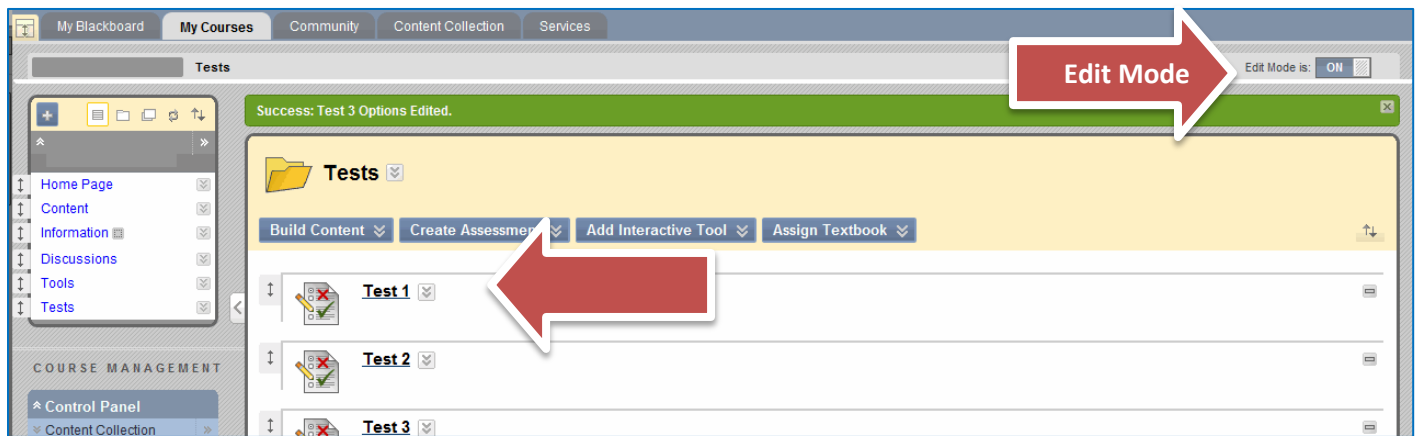 My Blackboard My Courses Community Content Collection Services
Tests
Edit Mode
Edit Mode is: ON
Success: Test 3 Options Edited.
Tests
Home Page
Content
Information
Discussions
Tools
Tests
Build Content Create Assessment Add Interactive Tool Assign Textbook
Test 1
Test 2
Test 3
COURSE MANAGEMENT
Control Panel
Content Collection